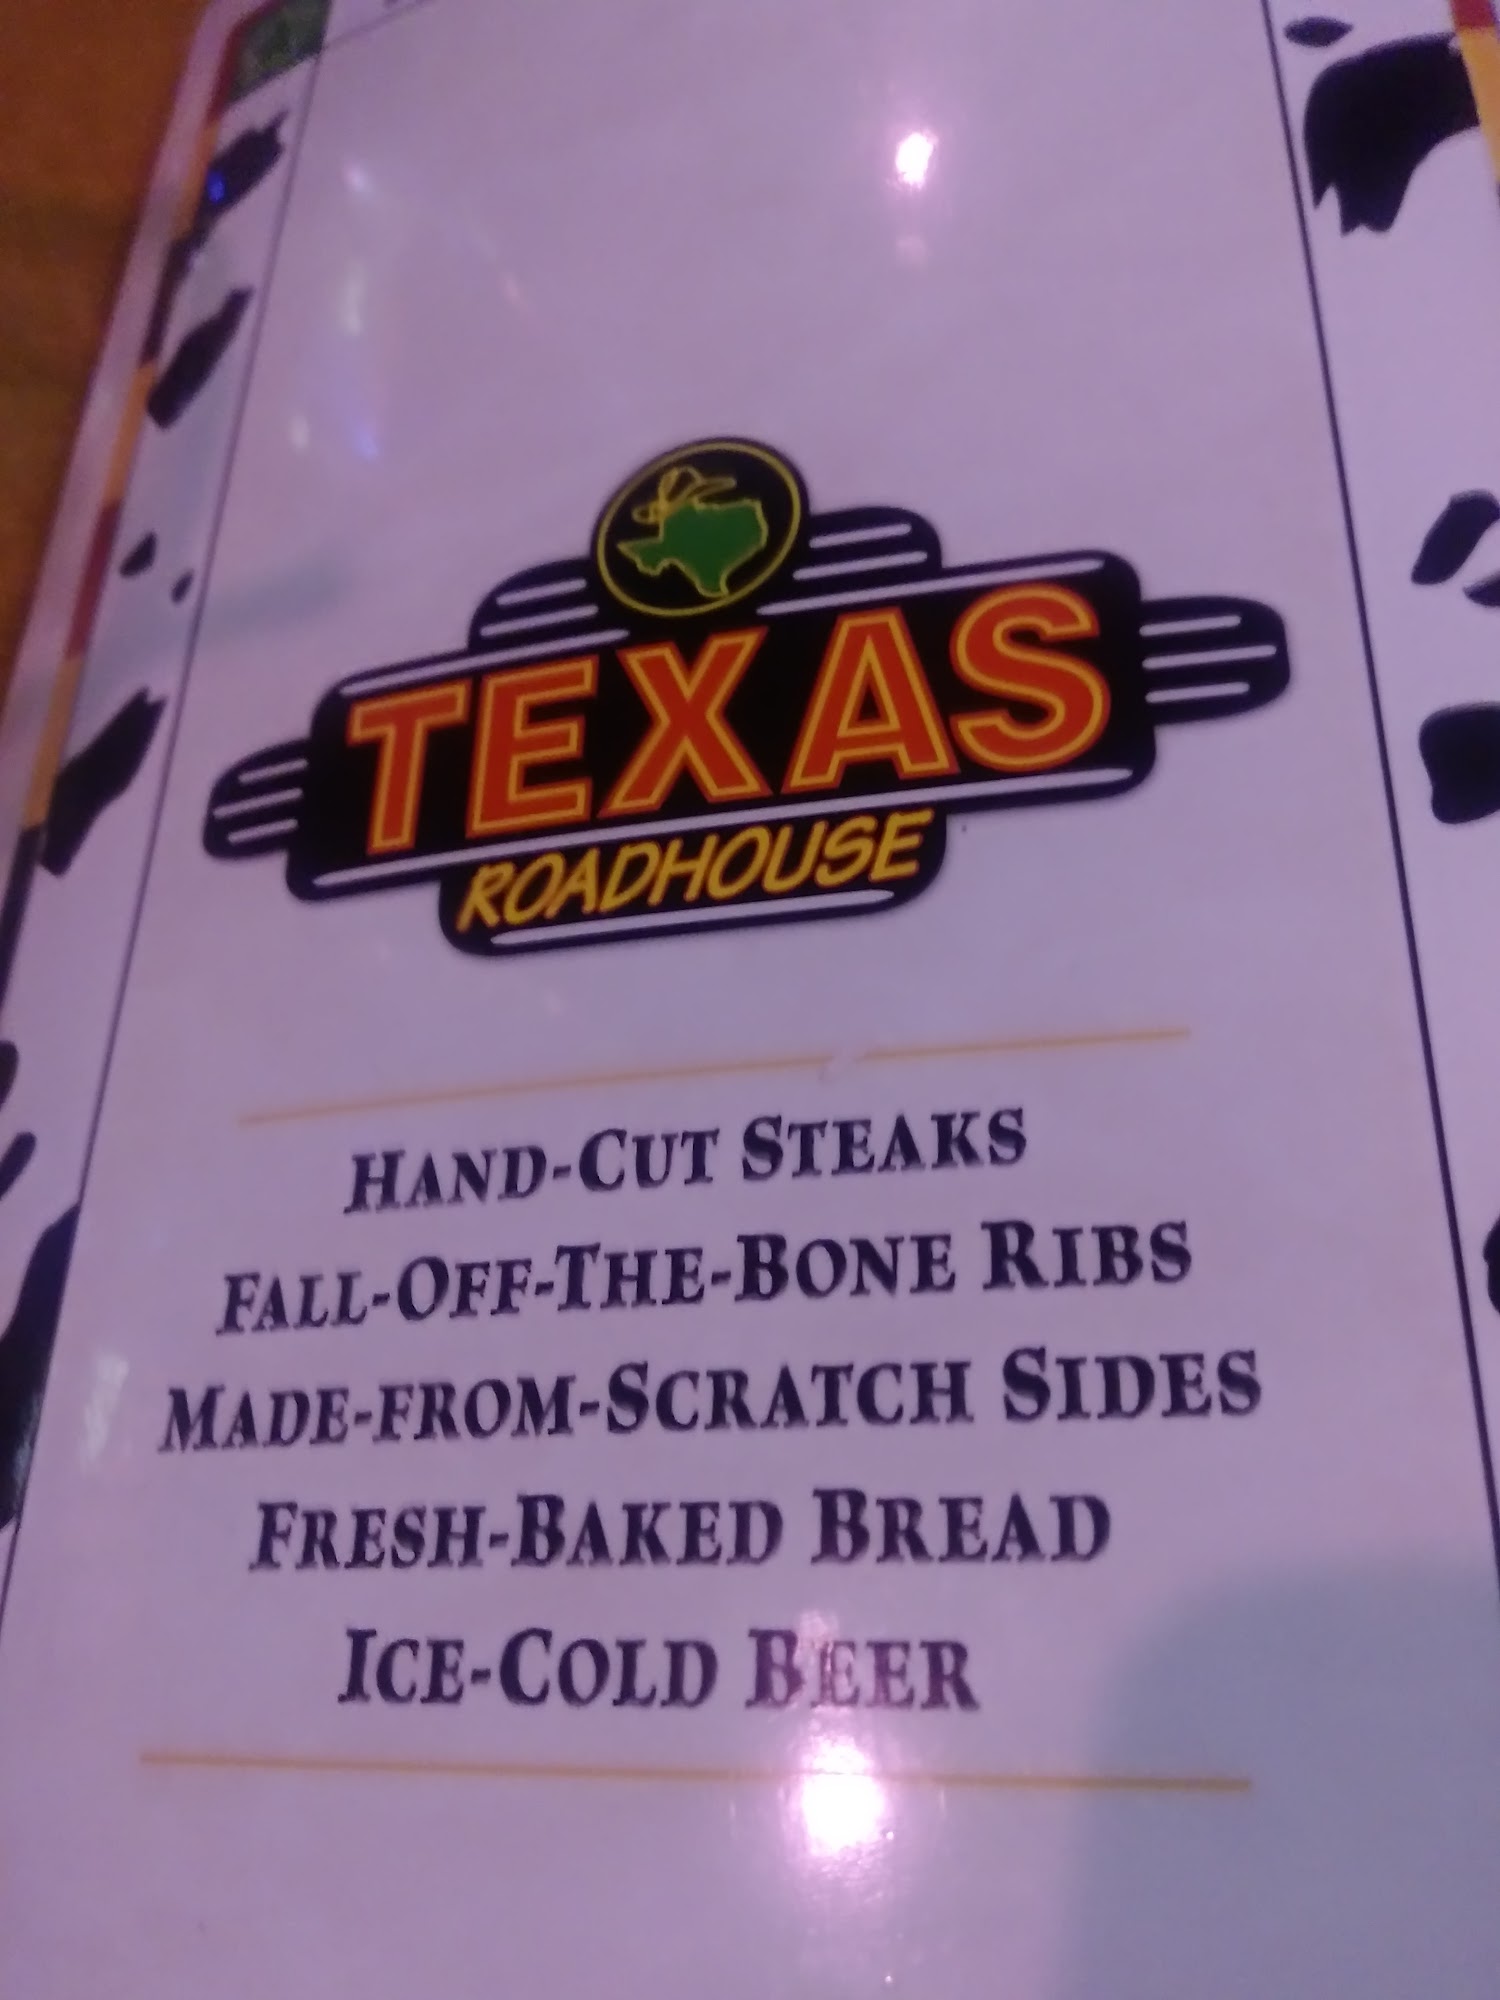 TEXAS
ROADHOUSE
HAND-CUT STEAKS
FALL-OFF-THE-BONE RIBS
MADE-FROM-SCRATCH SIDES
FRESH-BAKED BREAD
ICE-COLD BEER